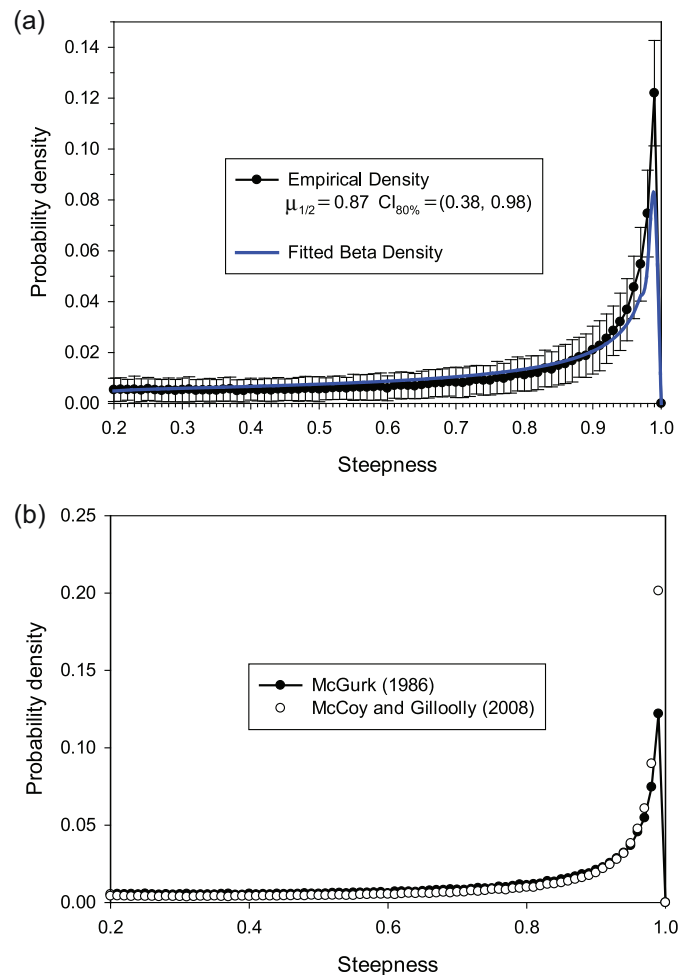 (a)
0.14
0.12
0.10
0.08
0.06
0.04
0.02
0.00
Probability density
Empirical Density
μ1/2 = 0.87 CI80% = (0.38, 0.98)
Fitted Beta Density
0.2 0.3 0.4 0.5 0.6 0.7 0.8 0.9 1.0
Steepness
(b)
0.25
0.20
0.15
0.10
0.05
0.00
Probability density
McGurk (1986)
McCoy and Gilloolly (2008)
0.2 0.4 0.6 0.8 1.0
Steepness